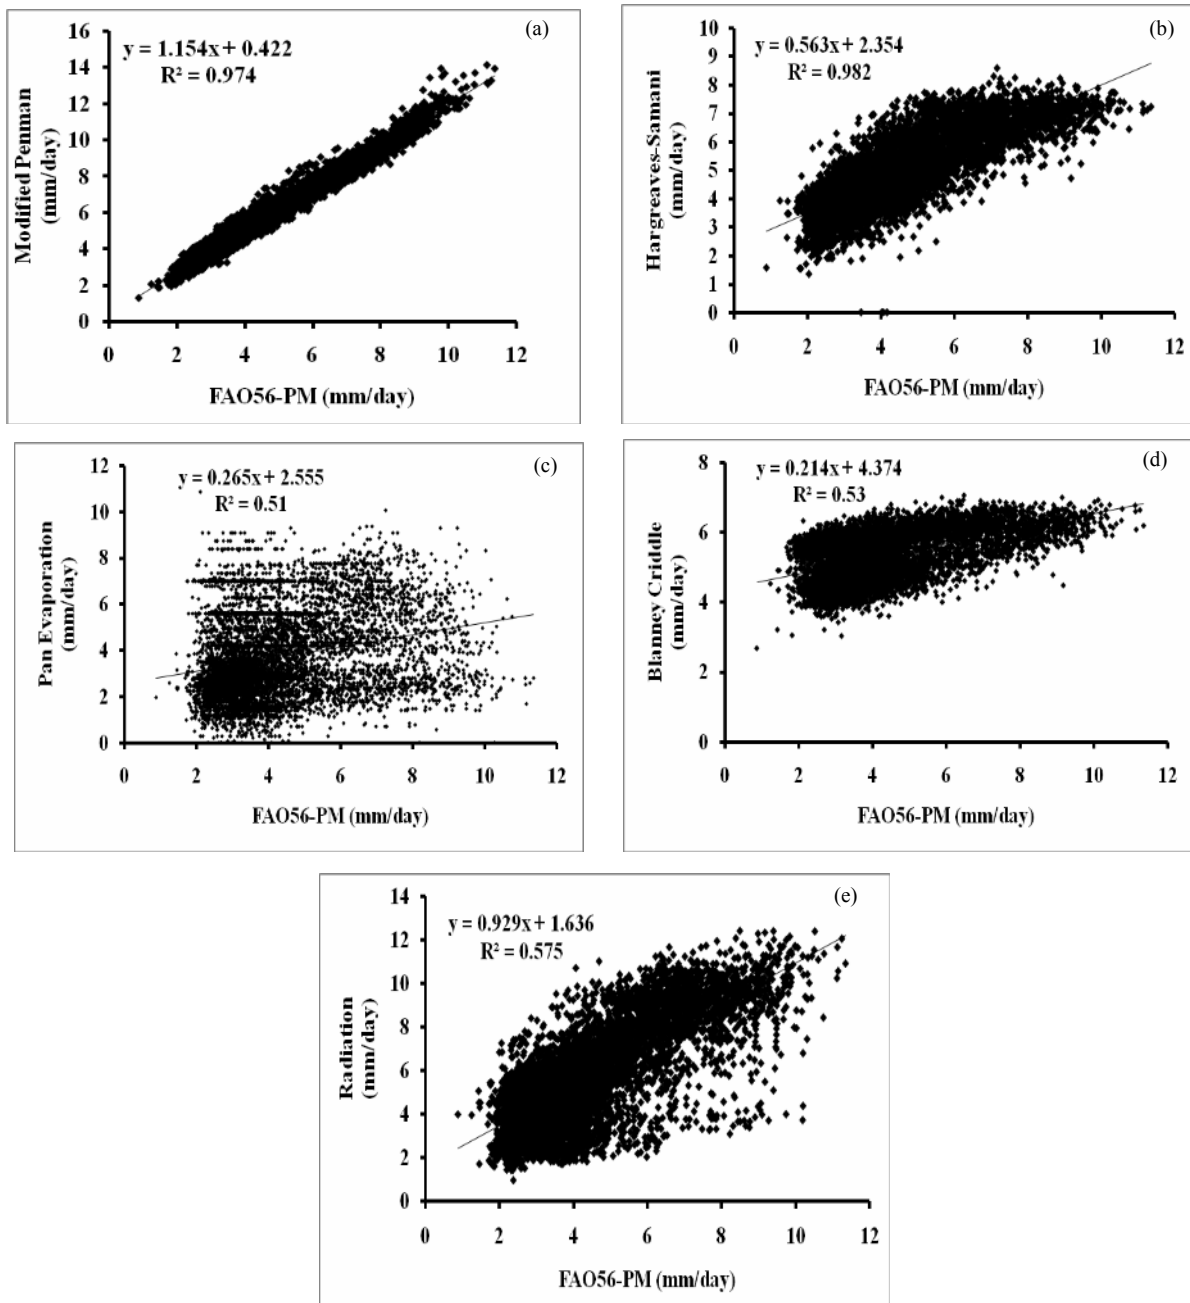 (a)
y = 1.154x + 0.422
R² = 0.974
Modified Penman
(mm/day)
16
14
12
10
8
6
4
2
0
0 2 4 6 8 10 12
FAO56-PM (mm/day)
(b)
y = 0.563x + 2.354
R² = 0.982
Hargreaves-Samani
(mm/day)
10
9
8
7
6
5
4
3
2
1
0
0 2 4 6 8 10 12
FAO56-PM (mm/day)
(c)
y = 0.265x + 2.555
R² = 0.51
Pan Evaporation
(mm/day)
12
10
8
6
4
2
0
0 2 4 6 8 10 12
FAO56-PM (mm/day)
(d)
y = 0.214x + 4.374
R² = 0.53
Blanney Criddle
(mm/day)
8
6
4
2
0
0 2 4 6 8 10 12
FAO56-PM (mm/day)
(e)
y = 0.929x + 1.636
R² = 0.575
Radiation
(mm/day)
14
12
10
8
6
4
2
0
0 2 4 6 8 10 12
FAO56-PM (mm/day)